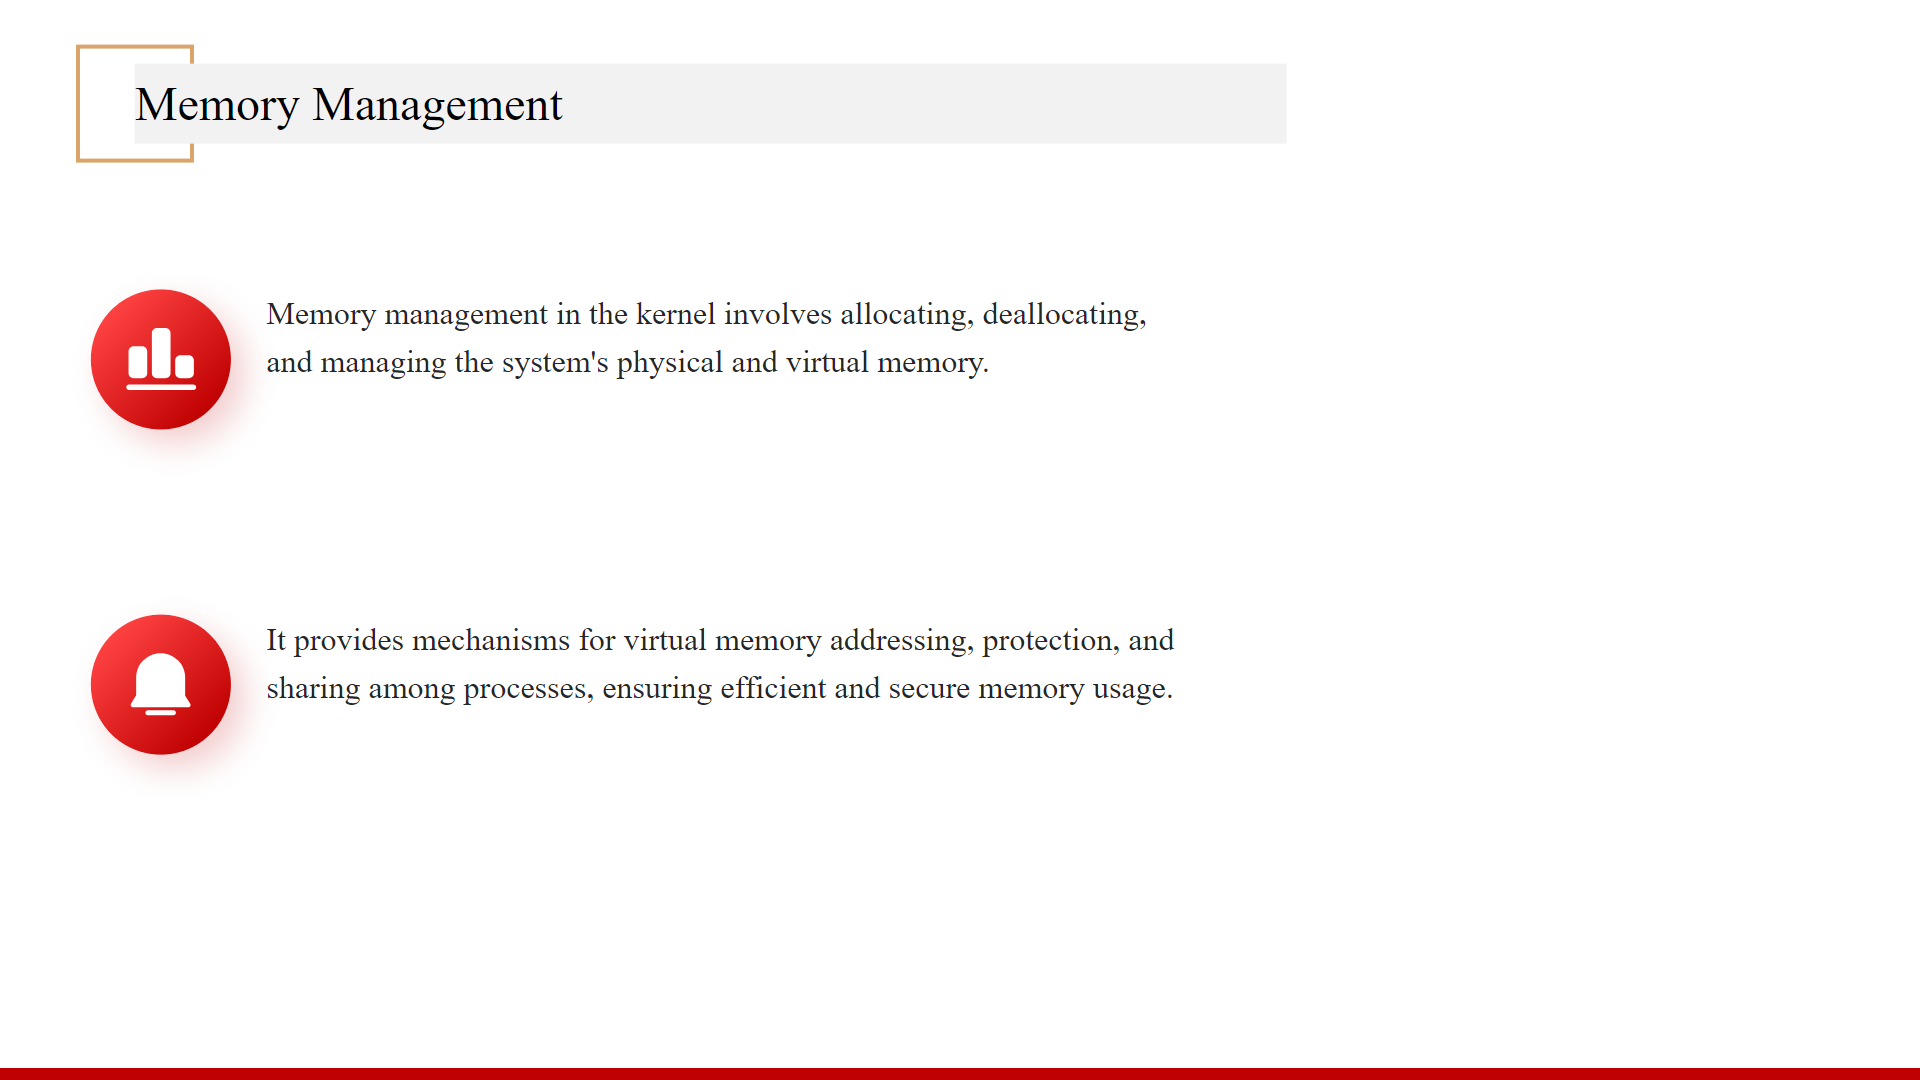 Memory Management
Memory management in the kernel involves allocating, deallocating,
and managing the system's physical and virtual memory.
It provides mechanisms for virtual memory addressing, protection, and
sharing among processes, ensuring efficient and secure memory usage.